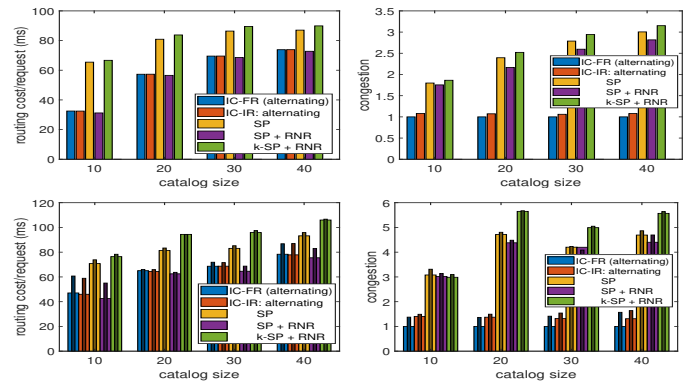 100
80
60
40
20
0
routing cost/request (ms)
IC-FR (alternating)
IC-IR: alternating
SP
SP + RNR
k-SP + RNR
10 20 30 40
catalog size
3.5
3
2.5
2
1.5
1
0.5
0
congestion
IC-FR (alternating)
IC-IR: alternating
SP
SP + RNR
k-SP + RNR
10 20 30 40
catalog size
120
100
80
60
40
20
0
routing cost/request (ms)
IC-FR (alternating)
IC-IR: alternating
SP
SP + RNR
k-SP + RNR
10 20 30 40
catalog size
6
5
4
3
2
1
0
congestion
IC-FR (alternating)
IC-IR: alternating
SP
SP + RNR
k-SP + RNR
10 20 30 40
catalog size